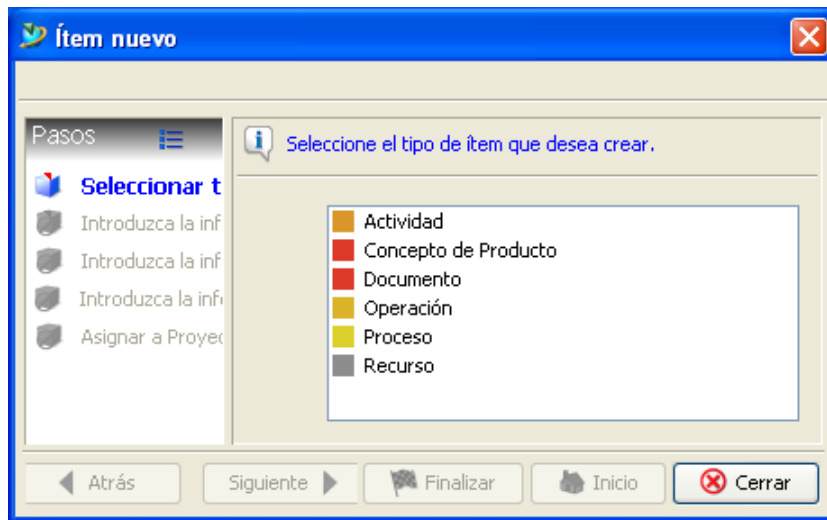 Ítem nuevo
Pasos
Seleccionar t
Introduzca la inf
Introduzca la inf
Introduzca la info
Asignar a Proyec
Seleccione el tipo de ítem que desea crear.
Actividad
Concepto de Producto
Documento
Operación
Proceso
Recurso
Atrás
Siguiente
Finalizar
Inicio
Cerrar